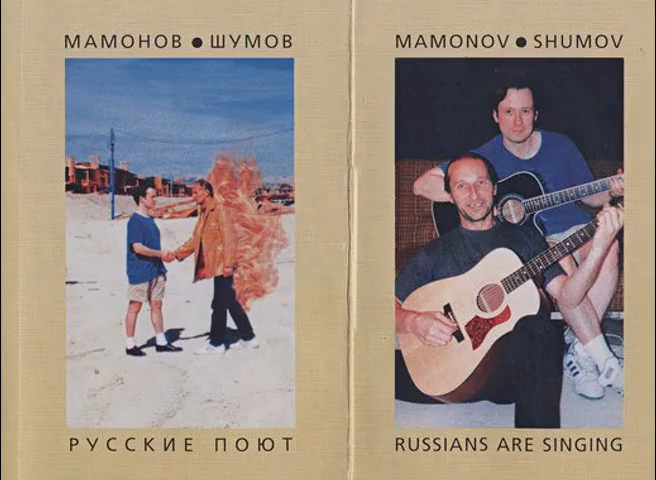 МАМОНОВ ● ШУМОВ
РУССКИЕ ПОЮТ
MAMONOV ● SHUMOV
RUSSIANS ARE SINGING